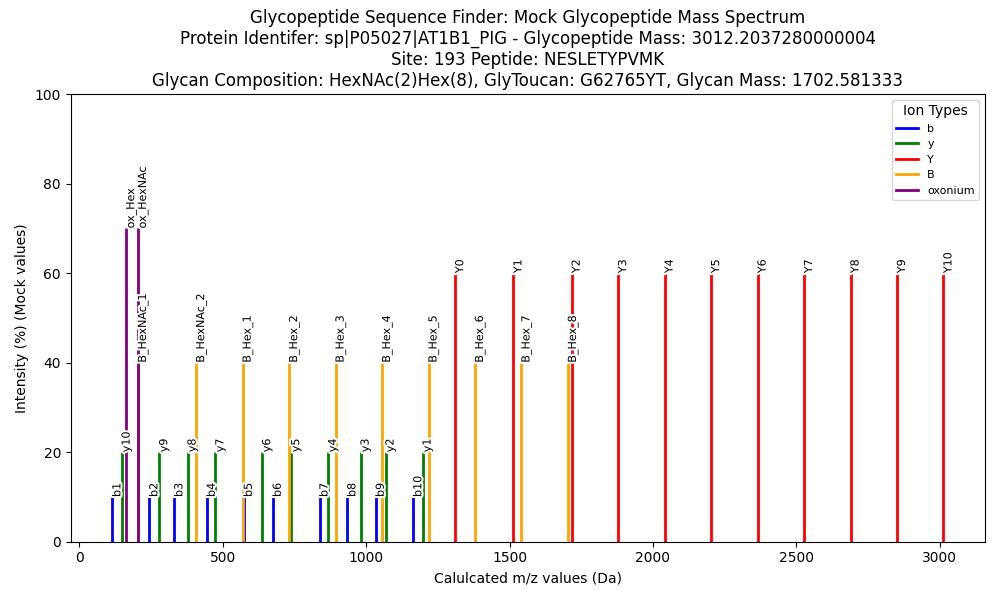 Glycopeptide Sequence Finder: Mock Glycopeptide Mass Spectrum
Protein Identifer: sp|P05027|AT1B1_PIG - Glycopeptide Mass: 3012.2037280000004
Site: 193 Peptide: NESLETYPVMK
Glycan Composition: HexNAc(2)Hex(8), GlyToucan: G62765YT, Glycan Mass: 1702.581333
Intensity (%) (Mock values)
100
80
60
40
20
0
Ion Types
b
y
Y
B
oxonium
ox_Hex
ox_HexNAc
Y0
Y1
Y2
Y3
Y4
Y5
Y6
Y7
Y8
Y9
Y10
B_HexNAc_1
B_HexNAc_2
B_Hex_1
B_Hex_2
B_Hex_3
B_Hex_4
B_Hex_5
B_Hex_6
B_Hex_7
B_Hex_8
y10
y9
y8
y7
y6
y5
y4
y3
y2
y1
b1
b2
b3
b4
b5
b6
b7
b8
b9
b10
0
500
1000
1500
2000
2500
3000
Calulcated m/z values (Da)